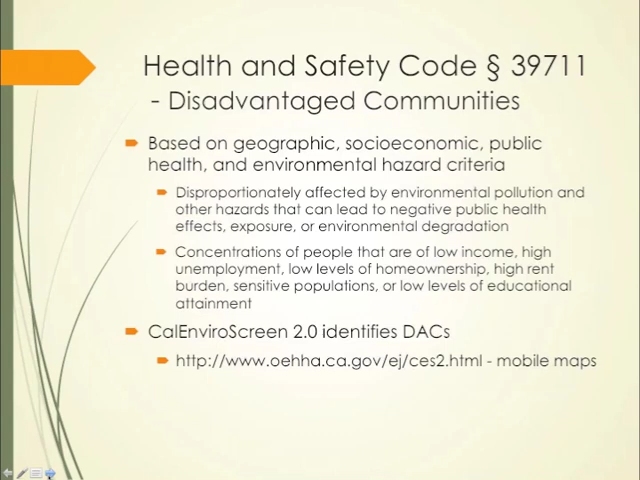 Health and Safety Code § 39711
- Disadvantaged Communities
Based on geographic, socioeconomic, public
health, and environmental hazard criteria
Disproportionately affected by environmental pollution and
other hazards that can lead to negative public health
effects, exposure, or environmental degradation
Concentrations of people that are of low income, high
unemployment, low levels of homeownership, high rent
burden, sensitive populations, or low levels of educational
attainment
CalEnviroScreen 2.0 identifies DACs
http://www.oehha.ca.gov/ej/ces2.html - mobile maps